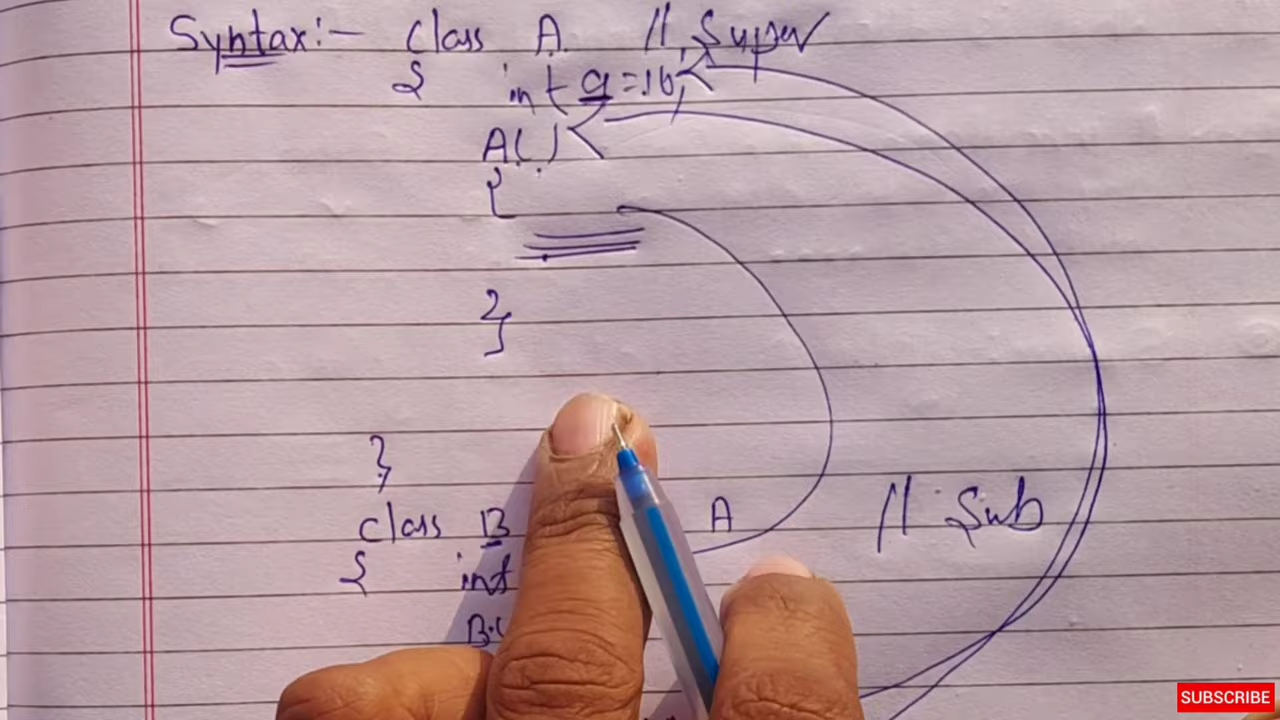 Syntax:- Class A // Super
{ int a = 10;
A()
{
}
}
class B A // Sub
{ int
B(
SUBSCRIBE